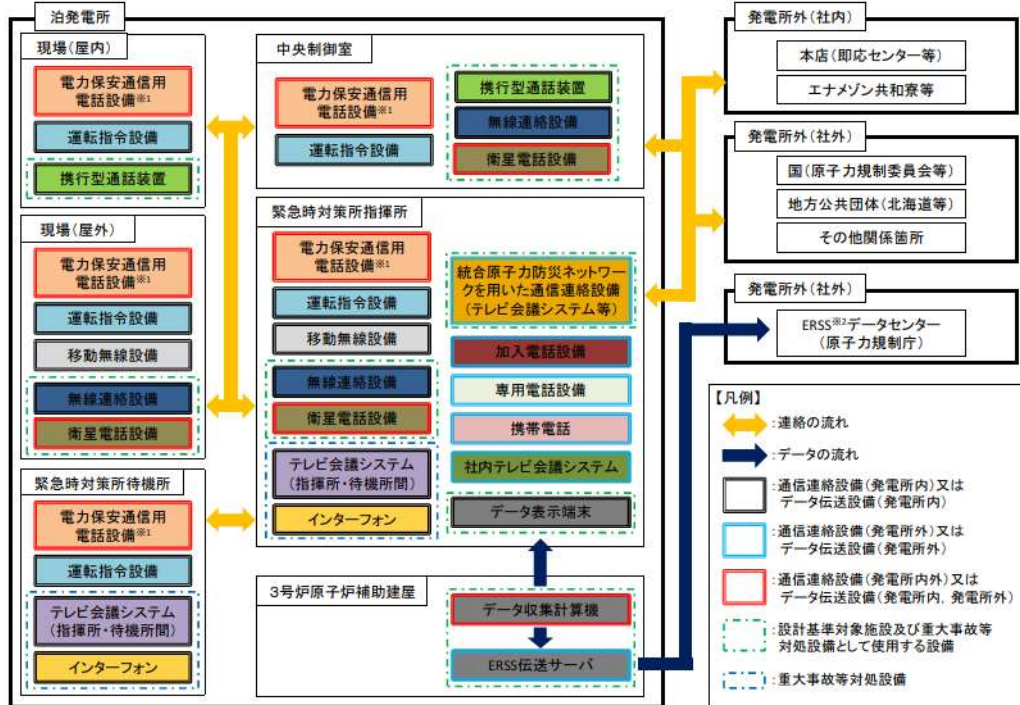 泊発電所
現場(屋内)
電力保安通信用
電話設備※1
運転指令設備
携行型通話装置
現場(屋外)
電力保安通信用
電話設備※1
運転指令設備
移動無線設備
無線連絡設備
衛星電話設備
緊急時対策所待機所
電力保安通信用
電話設備※1
運転指令設備
テレビ会議システム
(指揮所・待機所間)
インターフォン
中央制御室
電力保安通信用
電話設備※1
運転指令設備
携行型通話装置
無線連絡設備
衛星電話設備
緊急時対策所指揮所
電力保安通信用
電話設備※1
運転指令設備
移動無線設備
無線連絡設備
衛星電話設備
テレビ会議システム
(指揮所・待機所間)
インターフォン
統合原子力防災ネットワー
クを用いた通信連絡設備
(テレビ会議システム等)
加入電話設備
専用電話設備
携帯電話
社内テレビ会議システム
データ表示端末
3号炉原子炉補助建屋
データ収集計算機
ERSS伝送サーバ
発電所外(社内)
本店(即応センター等)
エナメゾン共和寮等
発電所外(社外)
国(原子力規制委員会等)
地方公共団体(北海道等)
その他関係箇所
発電所外(社外)
ERSS※2データセンター
(原子力規制庁)
【凡例】
:連絡の流れ
:データの流れ
:通信連絡設備(発電所内)又は
データ伝送設備(発電所内)
:通信連絡設備(発電所外)又は
データ伝送設備(発電所外)
:通信連絡設備(発電所内外)又は
データ伝送設備(発電所内,発電所外)
:設計基準対象施設及び重大事故等
対処設備として使用する設備
:重大事故等対処設備